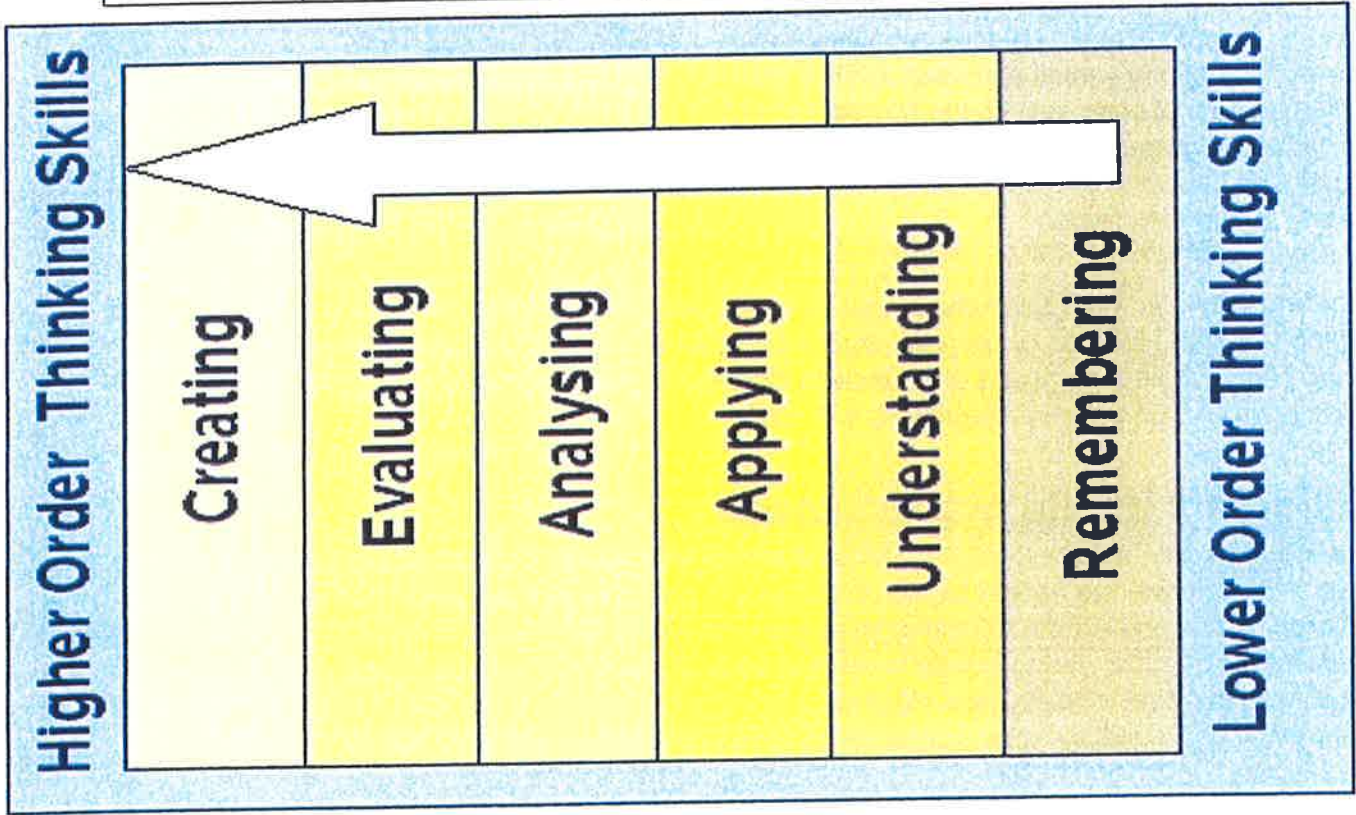 Higher Order Thinking Skills
Creating
Evaluating
Analysing
Applying
Understanding
Remembering
Lower Order Thinking Skills